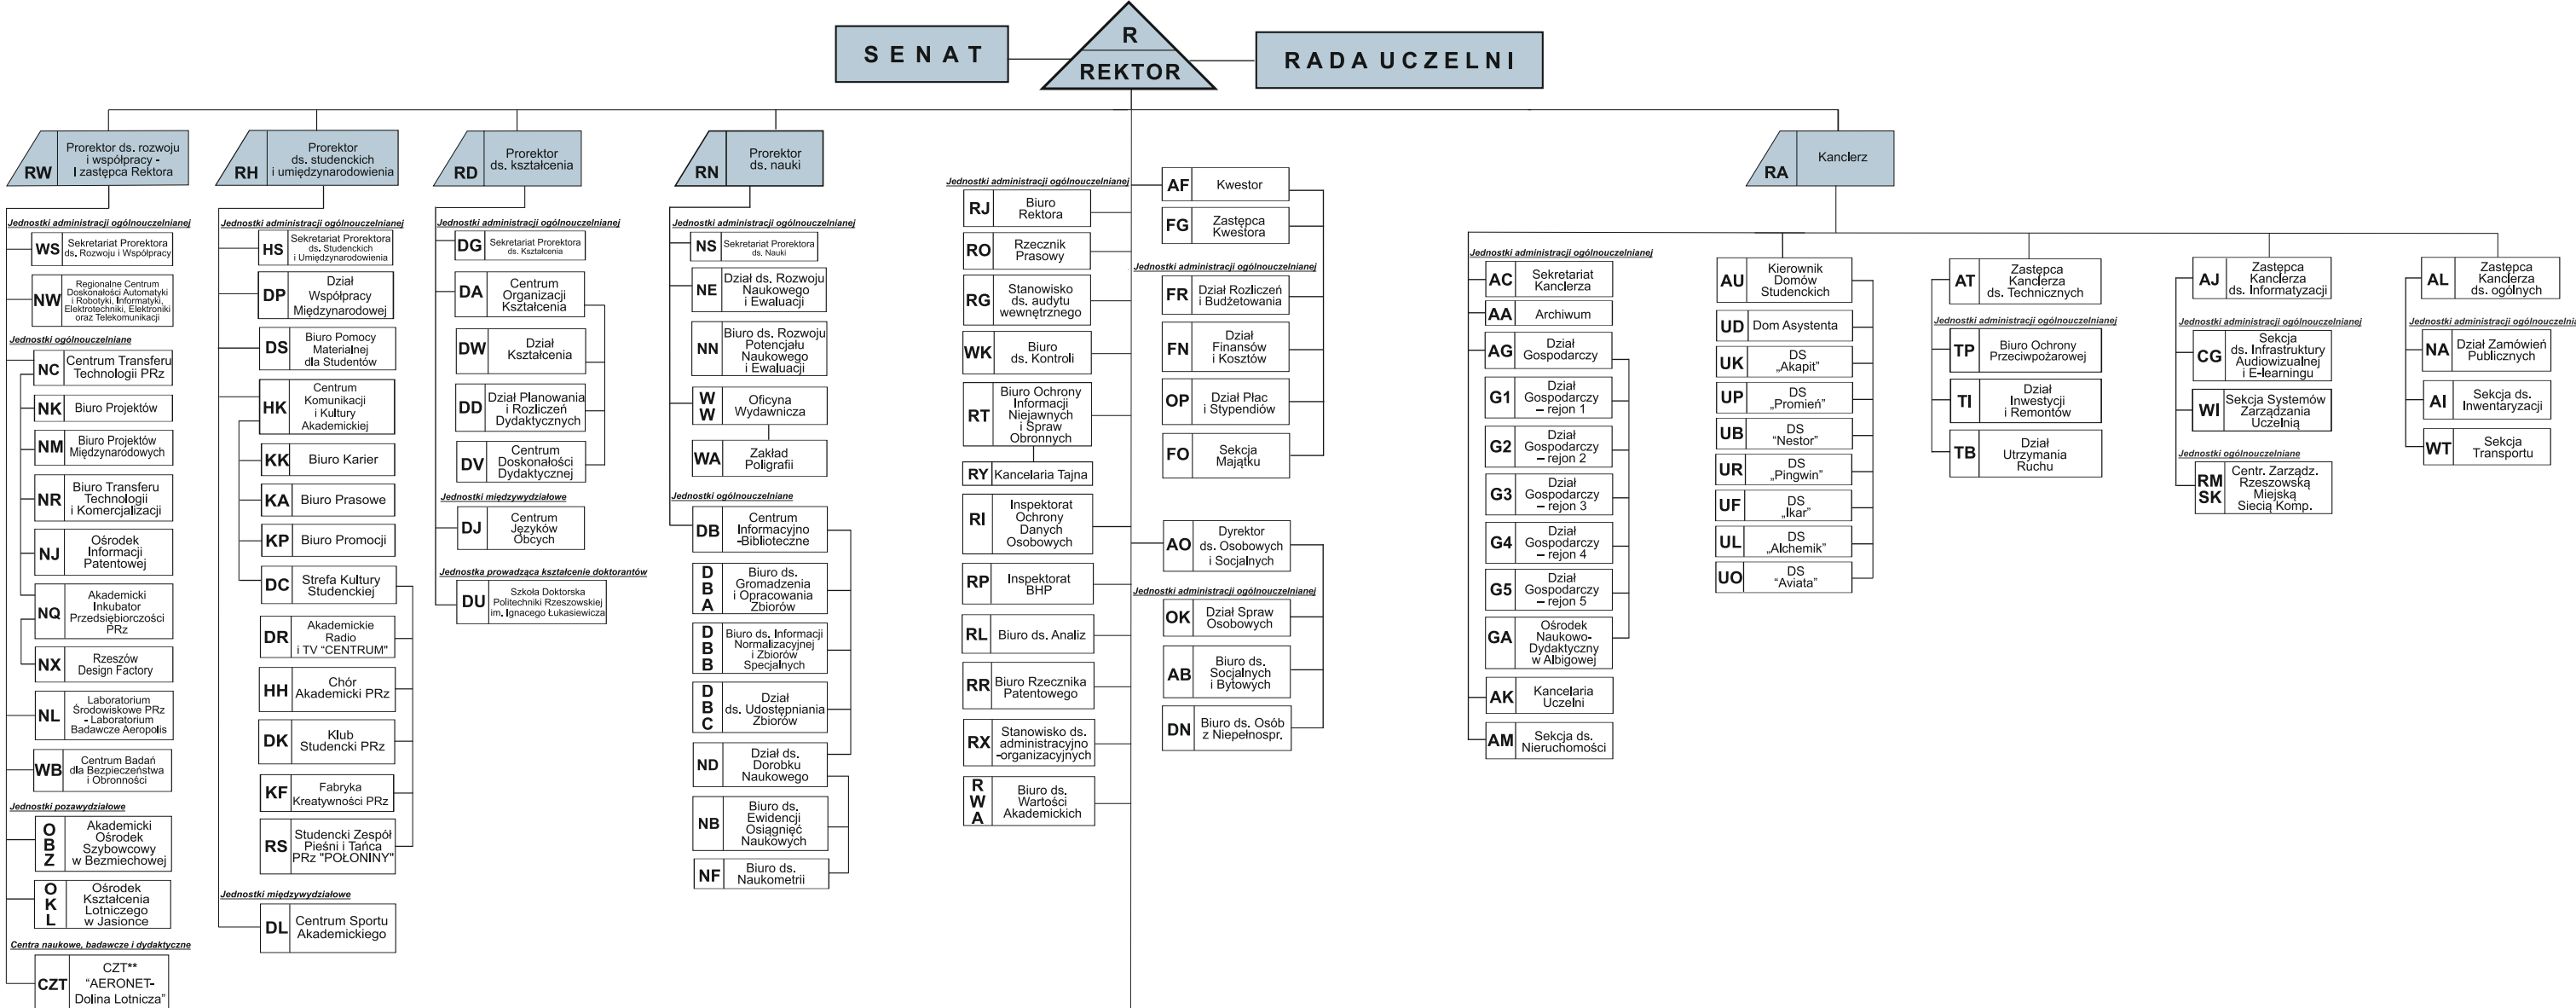 S E N A T
R
REKTOR
RADA UCZELNI
RW
Prorektor ds. rozwoju
i współpracy -
I zastępca Rektora
Jednostki administracji ogólnouczelnianej
WS
Sekretariat Prorektora
ds. Rozwoju i Współpracy
NW
Regionalne Centrum
Doskonałości Automatyki
i Robotyki, Informatyki,
Elektrotechniki, Elektroniki
oraz Telekomunikacji
Jednostki ogólnouczelniane
NC
Centrum Transferu
Technologii PRz
NK
Biuro Projektów
NM
Biuro Projektów
Międzynarodowych
NR
Biuro Transferu
Technologii
i Komercjalizacji
NJ
Ośrodek
Informacji
Patentowej
NQ
Akademicki
Inkubator
Przedsiębiorczości
PRz
NX
Rzeszów
Design Factory
NL
Laboratorium
Środowiskowe PRz
- Laboratorium
Badawcze Aeropolis
WB
Centrum Badań
dla Bezpieczeństwa
i Obronności
Jednostki pozawydziałowe
O
B
Z
Akademicki
Ośrodek
Szybowcowy
w Bezmiechowej
O
K
L
Ośrodek
Kształcenia
Lotniczego
w Jasionce
Centra naukowe, badawcze i dydaktyczne
CZT
CZT**
"AERONET-
Dolina Lotnicza"
RH
Prorektor
ds. studenckich
i umiędzynarodowienia
Jednostki administracji ogólnouczelnianej
HS
Sekretariat Prorektora
ds. Studenckich
i Umiędzynarodowienia
DP
Dział
Współpracy
Międzynarodowej
DS
Biuro Pomocy
Materialnej
dla Studentów
HK
Centrum
Komunikacji
i Kultury
Akademickiej
KK
Biuro Karier
KA
Biuro Prasowe
KP
Biuro Promocji
DC
Strefa Kultury
Studenckiej
DR
Akademickie
Radio
i TV "CENTRUM"
HH
Chór
Akademicki PRz
DK
Klub
Studencki PRz
KF
Fabryka
Kreatywności PRz
RS
Studencki Zespół
Pieśni i Tańca
PRz "POŁONINY"
Jednostki międzywydziałowe
DL
Centrum Sportu
Akademickiego
RD
Prorektor
ds. kształcenia
Jednostki administracji ogólnouczelnianej
DG
Sekretariat Prorektora
ds. Kształcenia
DA
Centrum
Organizacji
Kształcenia
DW
Dział
Kształcenia
DD
Dział Planowania
i Rozliczeń
Dydaktycznych
DV
Centrum
Doskonałości
Dydaktycznej
Jednostki międzywydziałowe
DJ
Centrum
Języków
Obcych
Jednostka prowadząca kształcenie doktorantów
DU
Szkoła Doktorska
Politechniki Rzeszowskiej
im. Ignacego Łukasiewicza
RN
Prorektor
ds. nauki
Jednostki administracji ogólnouczelnianej
NS
Sekretariat Prorektora
ds. Nauki
NE
Dział ds. Rozwoju
Naukowego
i Ewaluacji
NN
Biuro ds. Rozwoju
Potencjału
Naukowego
i Ewaluacji
W
W
Oficyna
Wydawnicza
WA
Zakład
Poligrafii
Jednostki ogólnouczelniane
DB
Centrum
Informacyjno
-Biblioteczne
D
B
A
Biuro ds.
Gromadzenia
i Opracowania
Zbiorów
D
B
B
Biuro ds. Informacji
Normalizacyjnej
i Zbiorów
Specjalnych
D
B
C
Dział
ds. Udostępniania
Zbiorów
ND
Dział ds.
Dorobku
Naukowego
NB
Biuro ds.
Ewidencji
Osiągnięć
Naukowych
NF
Biuro ds.
Naukometrii
Jednostki administracji ogólnouczelnianej
RJ
Biuro
Rektora
RO
Rzecznik
Prasowy
RG
Stanowisko
ds. audytu
wewnętrznego
WK
Biuro
ds. Kontroli
RT
Biuro Ochrony
Informacji
Niejawnych
i Spraw
Obronnych
RY
Kancelaria Tajna
RI
Inspektorat
Ochrony
Danych
Osobowych
RP
Inspektorat
BHP
RL
Biuro ds. Analiz
RR
Biuro Rzecznika
Patentowego
RX
Stanowisko ds.
administracyjno
-organizacyjnych
R
W
A
Biuro ds.
Wartości
Akademickich
AF
Kwestor
FG
Zastępca
Kwestora
Jednostki administracji ogólnouczelnianej
FR
Dział Rozliczeń
i Budżetowania
FN
Dział
Finansów
i Kosztów
OP
Dział Płac
i Stypendiów
FO
Sekcja
Majątku
AO
Dyrektor
ds. Osobowych
i Socjalnych
Jednostki administracji ogólnouczelnianej
OK
Dział Spraw
Osobowych
AB
Biuro ds.
Socjalnych
i Bytowych
DN
Biuro ds. Osób
z Niepełnospr.
RA
Kanclerz
Jednostki administracji ogólnouczelnianej
AC
Sekretariat
Kanclerza
AA
Archiwum
AG
Dział
Gospodarczy
G1
Dział
Gospodarczy
– rejon 1
G2
Dział
Gospodarczy
– rejon 2
G3
Dział
Gospodarczy
– rejon 3
G4
Dział
Gospodarczy
– rejon 4
G5
Dział
Gospodarczy
– rejon 5
GA
Ośrodek
Naukowo-
Dydaktyczny
w Albigowej
AK
Kancelaria
Uczelni
AM
Sekcja ds.
Nieruchomości
AU
Kierownik
Domów
Studenckich
UD
Dom Asystenta
UK
DS
„Akapit”
UP
DS
„Promień”
UB
DS
"Nestor"
UR
DS
„Pingwin”
UF
DS
„Ikar”
UL
DS
„Alchemik”
UO
DS
"Aviata"
AT
Zastępca
Kanclerza
ds. Technicznych
Jednostki administracji ogólnouczelnianej
TP
Biuro Ochrony
Przeciwpożarowej
TI
Dział
Inwestycji
i Remontów
TB
Dział
Utrzymania
Ruchu
AJ
Zastępca
Kanclerza
ds. Informatyzacji
Jednostki administracji ogólnouczelnianej
CG
Sekcja
ds. Infrastruktury
Audiowizualnej
i E-learningu
WI
Sekcja Systemów
Zarządzania
Uczelnią
Jednostki ogólnouczelniane
RM
SK
Centr. Zarządz.
Rzeszowską
Miejską
Siecią Komp.
AL
Zastępca
Kanclerza
ds. ogólnych
Jednostki administracji ogólnouczelnia
NA
Dział Zamówień
Publicznych
AI
Sekcja ds.
Inwentaryzacji
WT
Sekcja
Transportu